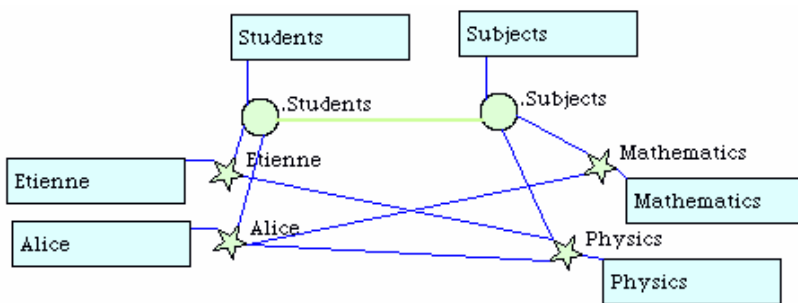 Students
Subjects
.Students
.Subjects
Etienne
Mathematics
Etienne
Mathematics
Alice
Alice
Physics
Physics